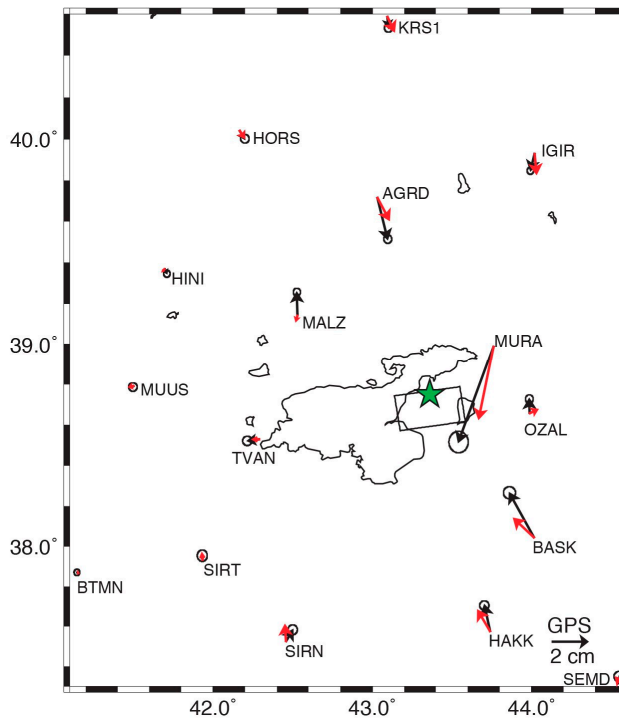 KRS1
40.0°
HORS
IGIR
AGRD
HINI
MALZ
39.0°
MURA
MUUS
OZAL
TVAN
38.0°
BASK
SIRT
BTMN
GPS
HAKK
SIRN
2 cm
SEMD
42.0° 43.0° 44.0°